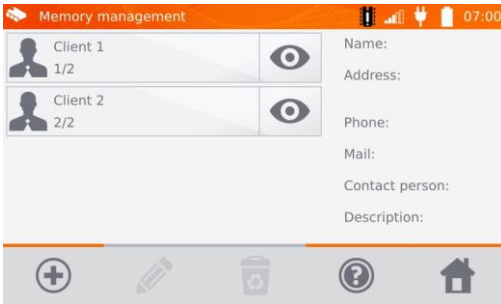 Memory management 07:00
Client 1
1/2
Client 2
2/2
Name:
Address:
Phone:
Mail:
Contact person:
Description: